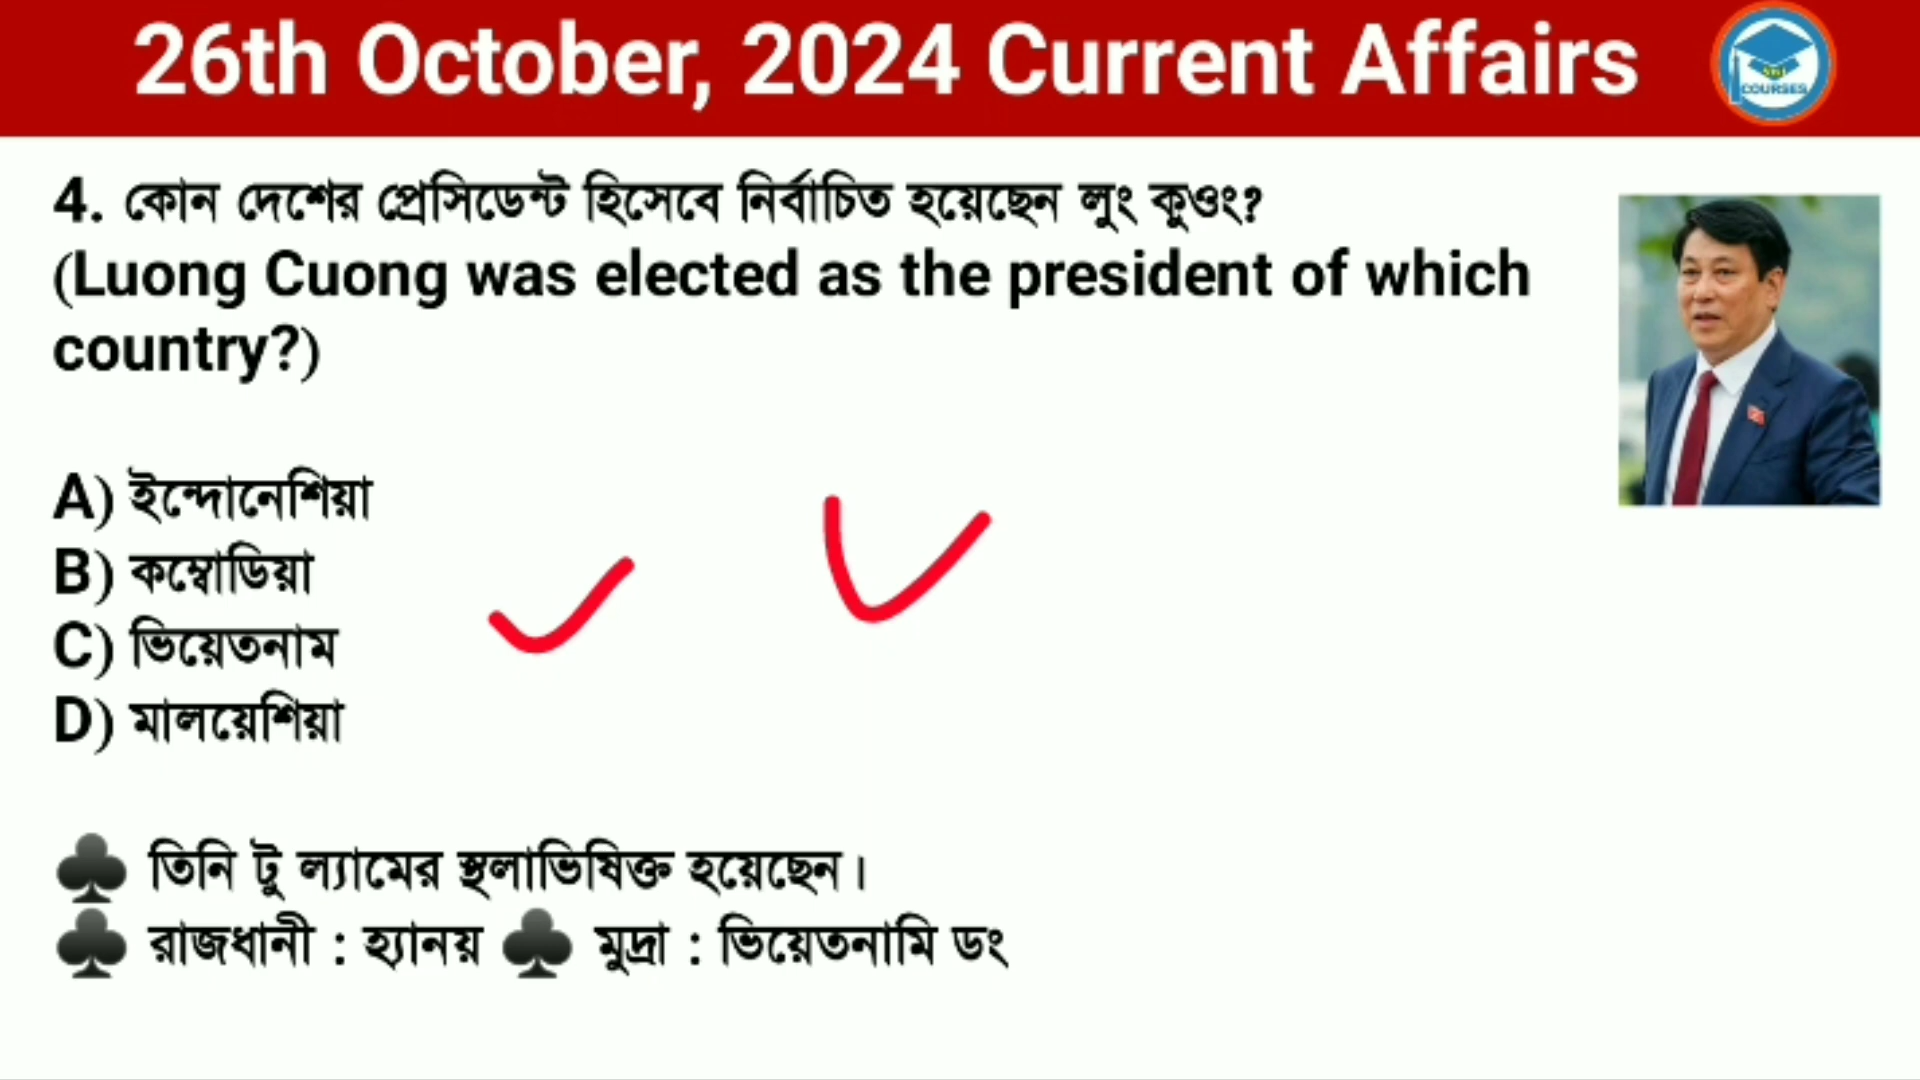 26th October, 2024 Current Affairs
COURSES
4. কোন দেশের প্রেসিডেন্ট হিসেবে নির্বাচিত হয়েছেন লুং কুওং?
(Luong Cuong was elected as the president of which
country?)
A) ইন্দোনেশিয়া
B) কম্বোডিয়া
C) ভিয়েতনাম
D) মালয়েশিয়া
♣ তিনি টু ল্যামের স্থলাভিষিক্ত হয়েছেন।
♣ রাজধানী : হ্যানয় ♣ মুদ্রা : ভিয়েতনামি ডং